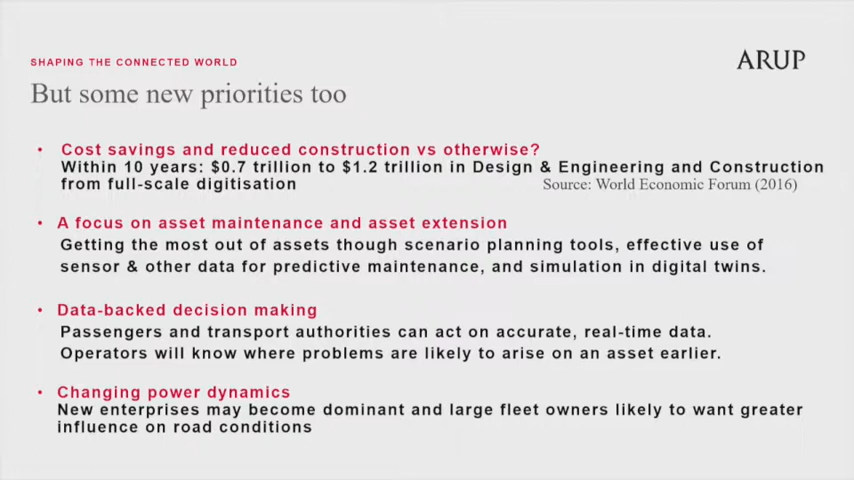 SHAPING THE CONNECTED WORLD
ARUP
But some new priorities too
• Cost savings and reduced construction vs otherwise?
Within 10 years: $0.7 trillion to $1.2 trillion in Design & Engineering and Construction
from full-scale digitisation
Source: World Economic Forum (2016)
• A focus on asset maintenance and asset extension
Getting the most out of assets though scenario planning tools, effective use of
sensor & other data for predictive maintenance, and simulation in digital twins.
• Data-backed decision making
Passengers and transport authorities can act on accurate, real-time data.
Operators will know where problems are likely to arise on an asset earlier.
• Changing power dynamics
New enterprises may become dominant and large fleet owners likely to want greater
influence on road conditions